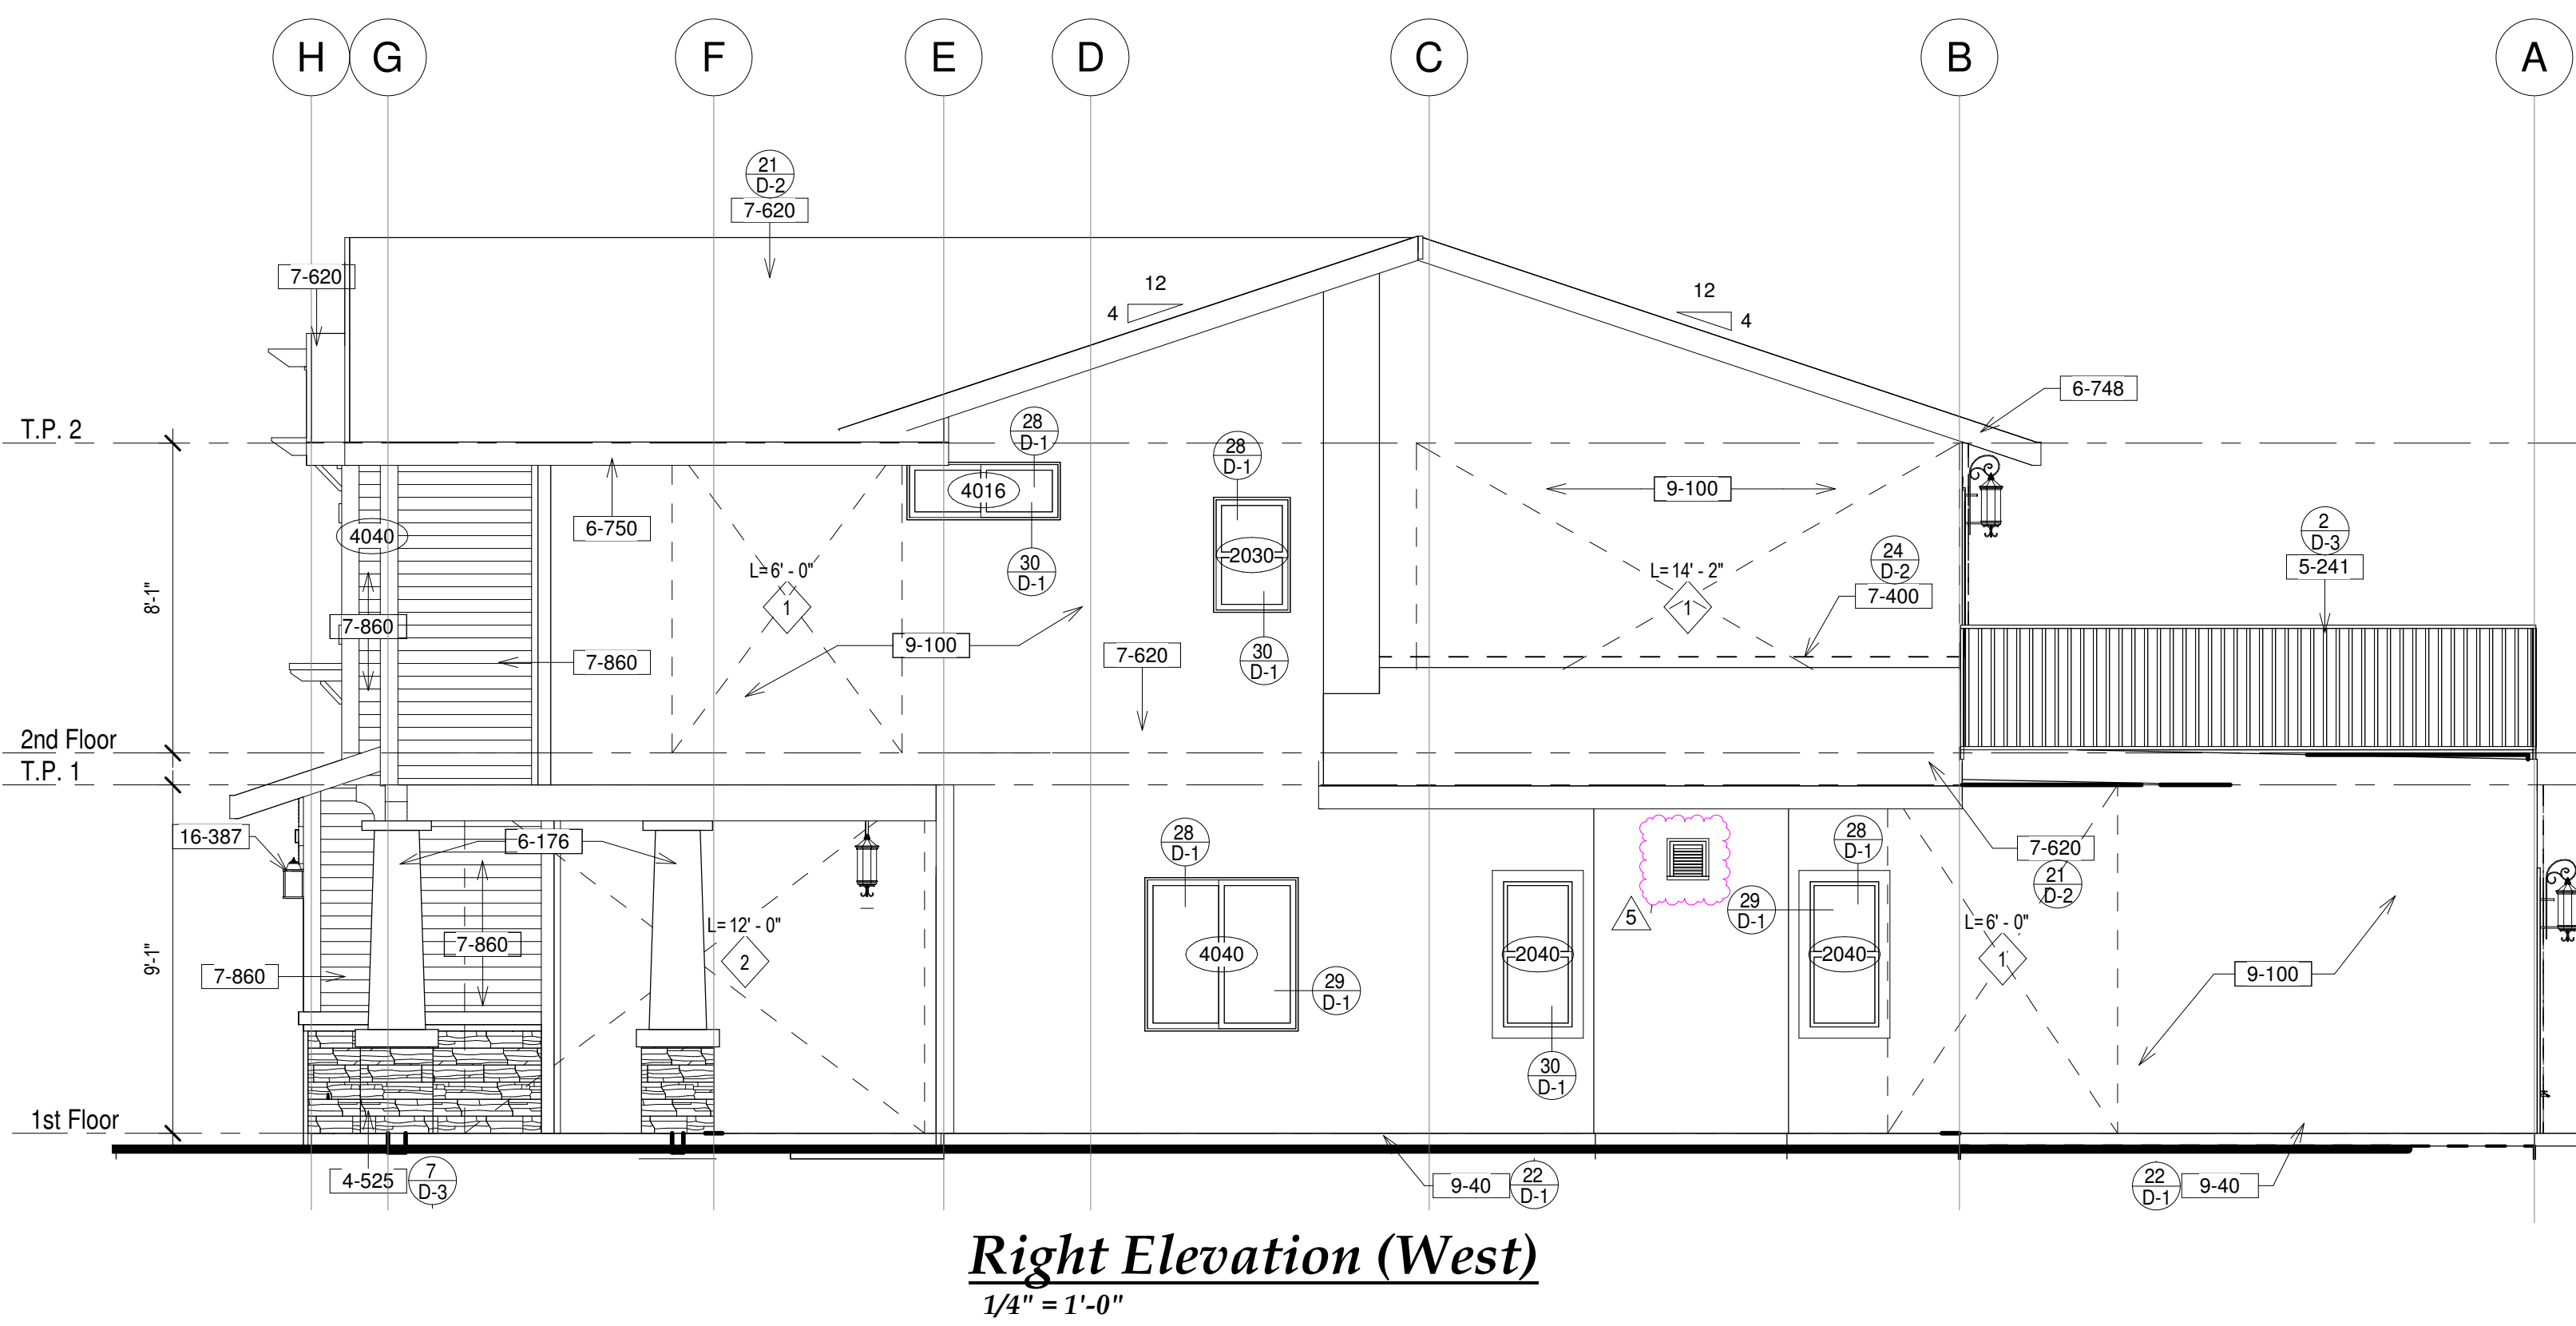 H G F E D C B A
21
D-2
7-620
7-620
12
4
12
4
6-748
T.P. 2
28
D-1
28
D-1
4016
9-100
2
D-3
5-241
6-750
4040
2030
24
D-2
7-400
30
D-1
L=6' - 0"
1
L=14' - 2"
1
8'-1"
7-860
9-100
7-620
7-860
30
D-1
2nd Floor
T.P. 1
16-387
6-176
28
D-1
28
D-1
7-620
21
D-2
5
29
D-1
L=12' - 0"
2
L=6' - 0"
1
7-860
4040
2040
2040
9'-1"
7-860
29
D-1
9-100
30
D-1
1st Floor
4-525
7
D-3
9-40
22
D-1
22
D-1
9-40
Right Elevation (West)
1/4" = 1'-0"